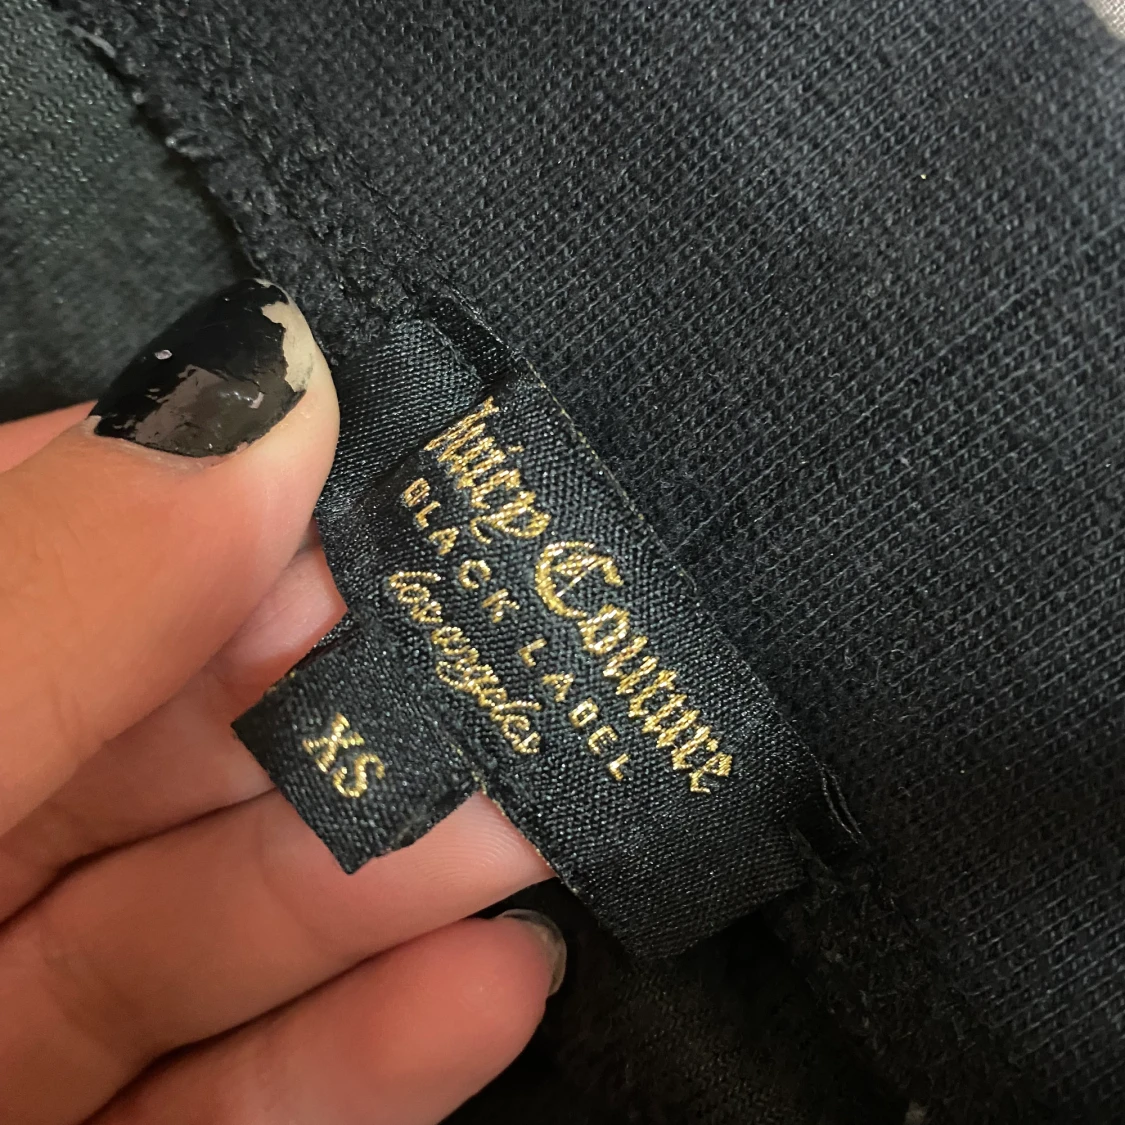 Juicy Couture
BLACK LABEL
los angeles
XS